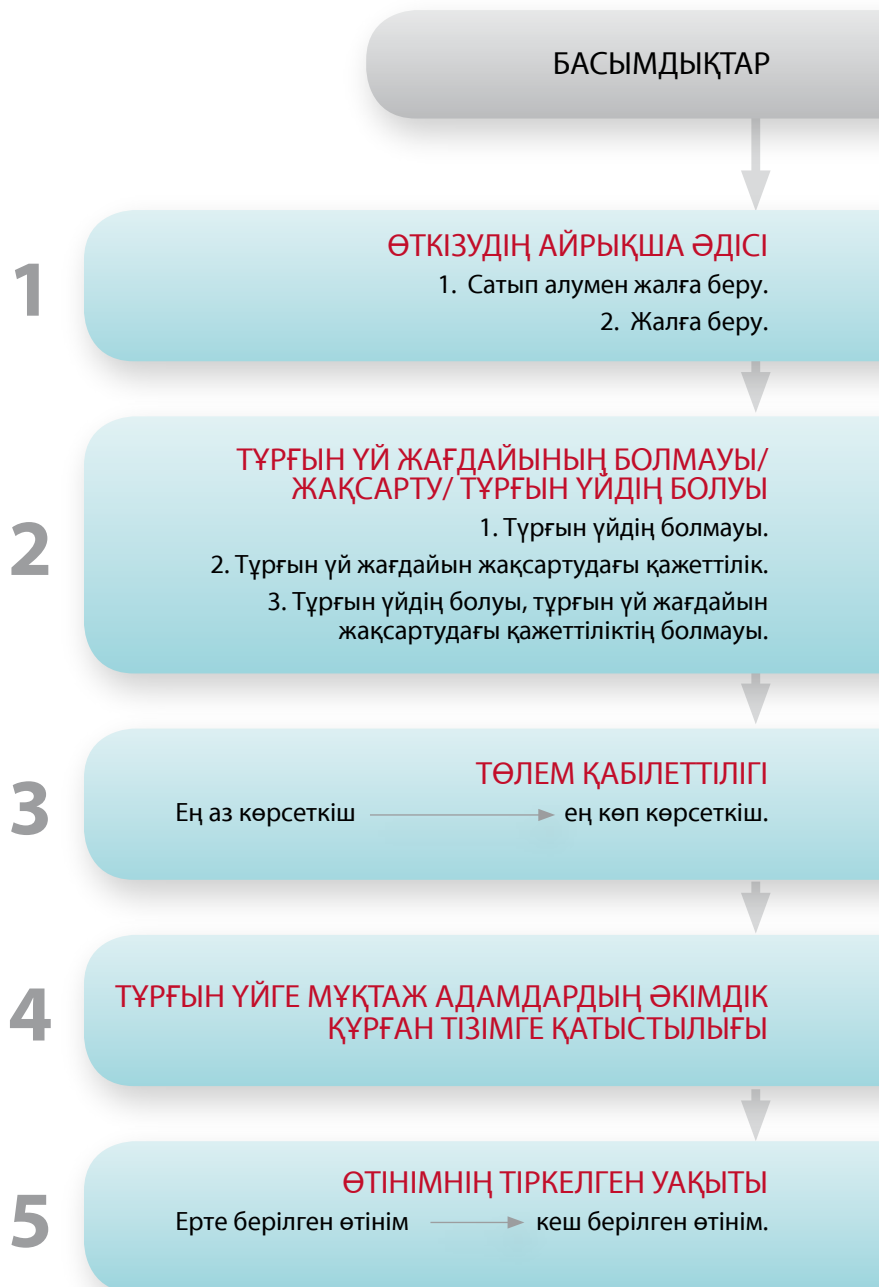 БАСЫМДЫҚТАР
1
ӨТКІЗУДІҢ АЙРЫҚША ӘДІСІ
1. Сатып алумен жалға беру.
2. Жалға беру.
2
ТҰРҒЫН ҮЙ ЖАҒДАЙЫНЫҢ БОЛМАУЫ/
ЖАҚСАРТУ/ ТҰРҒЫН ҮЙДІҢ БОЛУЫ
1. Түрғын үйдің болмауы.
2. Тұрғын үй жағдайын жақсартудағы қажеттілік.
3. Тұрғын үйдің болуы, тұрғын үй жағдайын
жақсартудағы қажеттіліктің болмауы.
3
ТӨЛЕМ ҚАБІЛЕТТІЛІГІ
Ең аз көрсеткіш ең көп көрсеткіш.
4
ТҰРҒЫН ҮЙГЕ МҰҚТАЖ АДАМДАРДЫҢ ӘКІМДІК
ҚҰРҒАН ТІЗІМГЕ ҚАТЫСТЫЛЫҒЫ
5
ӨТІНІМНІҢ ТІРКЕЛГЕН УАҚЫТЫ
Ерте берілген өтінім кеш берілген өтінім.